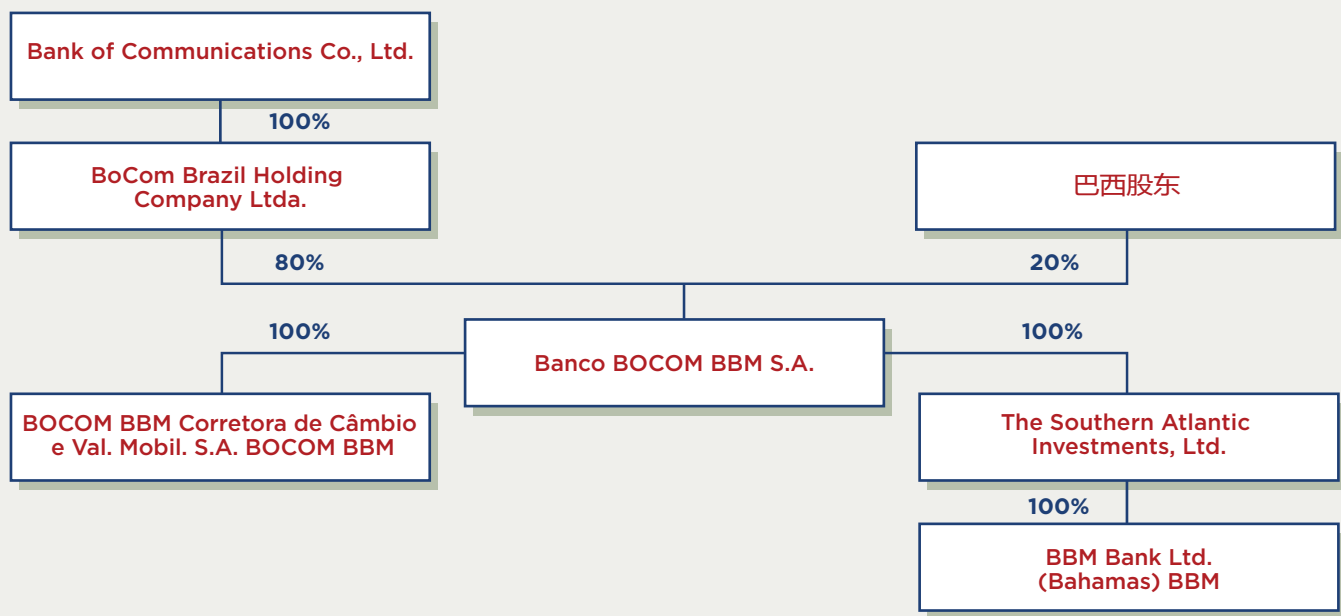 Bank of Communications Co., Ltd.
100%
BoCom Brazil Holding
Company Ltda.
巴西股东
80%
20%
100%
Banco BOCOM BBM S.A.
100%
BOCOM BBM Corretora de Câmbio
e Val. Mobil. S.A. BOCOM BBM
The Southern Atlantic
Investments, Ltd.
100%
BBM Bank Ltd.
(Bahamas) BBM